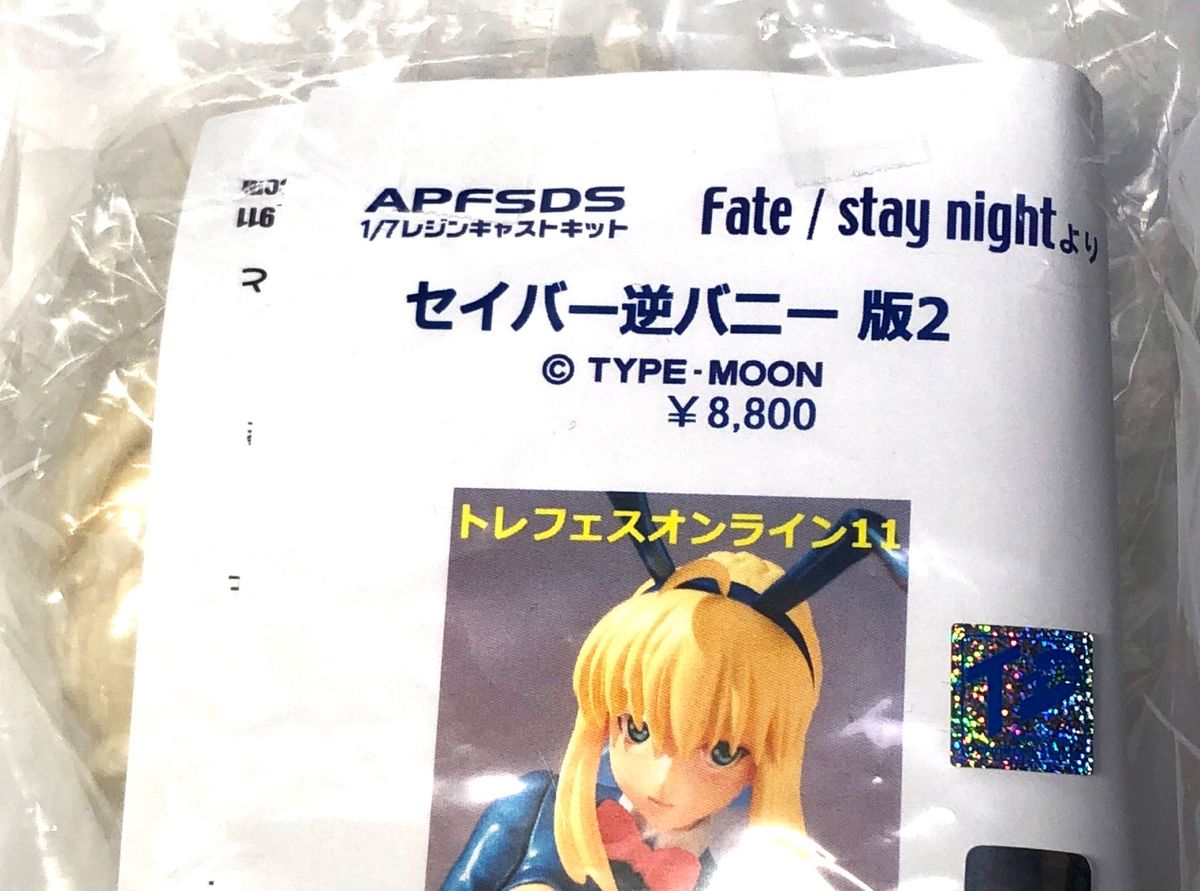 APFSDS
1/7レジンキャストキット
Fate / stay nightより
セイバー逆バニー 版2
© TYPE-MOON
¥ 8,800
トレフェスオンライン11
T2